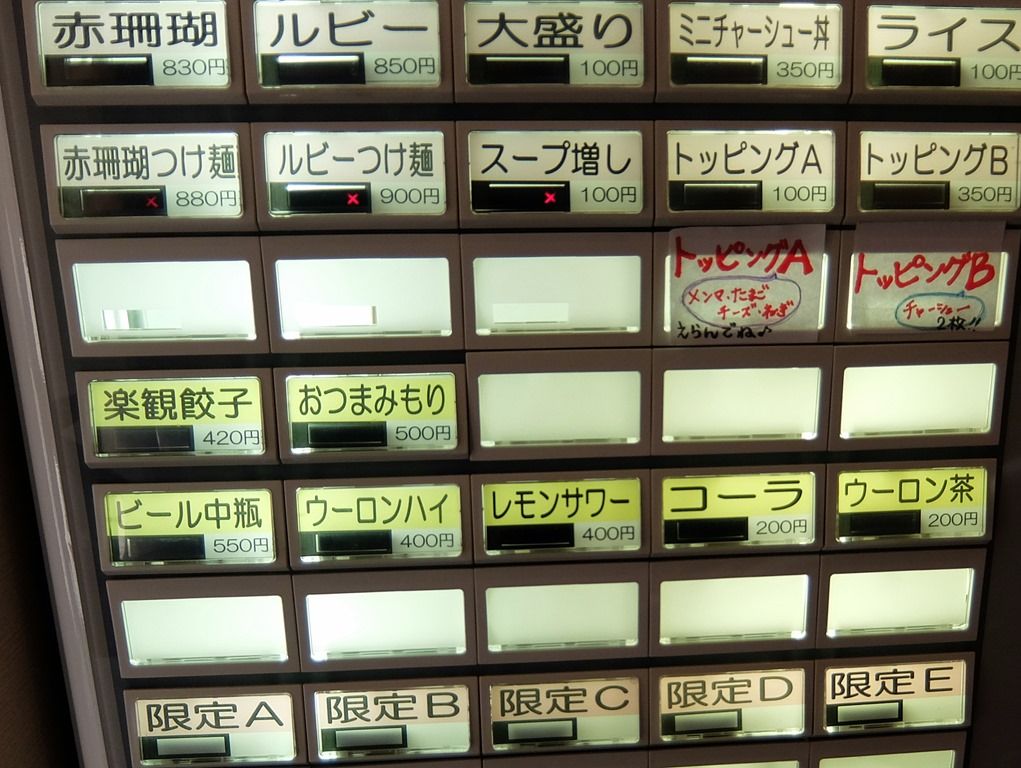 赤珊瑚 830円
ルビー 850円
大盛り 100円
ミニチャーシュー丼 350円
ライス 100円
赤珊瑚つけ麺 × 880円
ルビーつけ麺 × 900円
スープ増し × 100円
トッピングA 100円
トッピングB 350円
トッピングA
メンマ・たまご
チーズ・ねぎ
えらんでね♪
トッピングB
チャーシュー
2枚!!
楽観餃子 420円
おつまみもり 500円
ビール中瓶 550円
ウーロンハイ 400円
レモンサワー 400円
コーラ 200円
ウーロン茶 200円
限定A
限定B
限定C
限定D
限定E